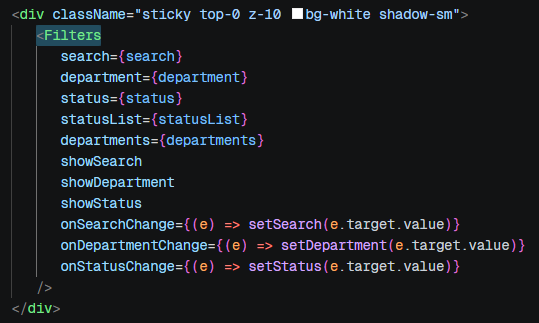 <div className="sticky top-0 z-10 bg-white shadow-sm">
<Filters
search={search}
department={department}
status={status}
statusList={statusList}
departments={departments}
showSearch
showDepartment
showStatus
onSearchChange={(e) => setSearch(e.target.value)}
onDepartmentChange={(e) => setDepartment(e.target.value)}
onStatusChange={(e) => setStatus(e.target.value)}
/>
</div>